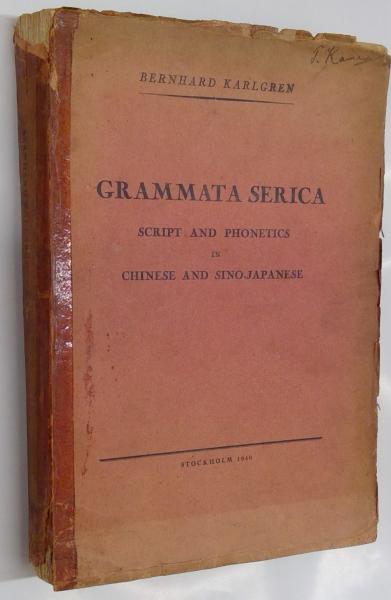 BERNHARD KARLGREN
GRAMMATA SERICA
SCRIPT AND PHONETICS
IN
CHINESE AND SINO-JAPANESE
STOCKHOLM 1940